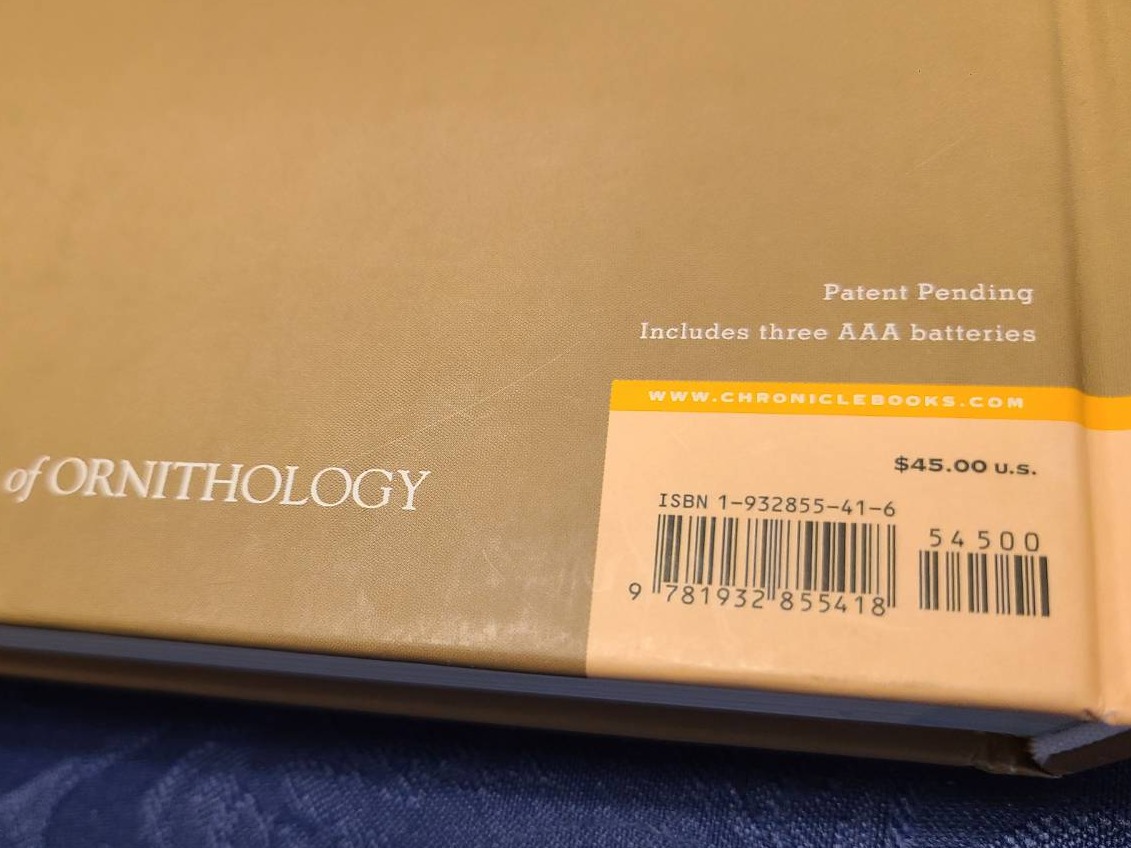 Patent Pending
Includes three AAA batteries
WWW.CHRONICLEBOOKS.COM
$45.00 U.S.
of ORNITHOLOGY
ISBN 1-932855-41-6
54500
9 781932 855418